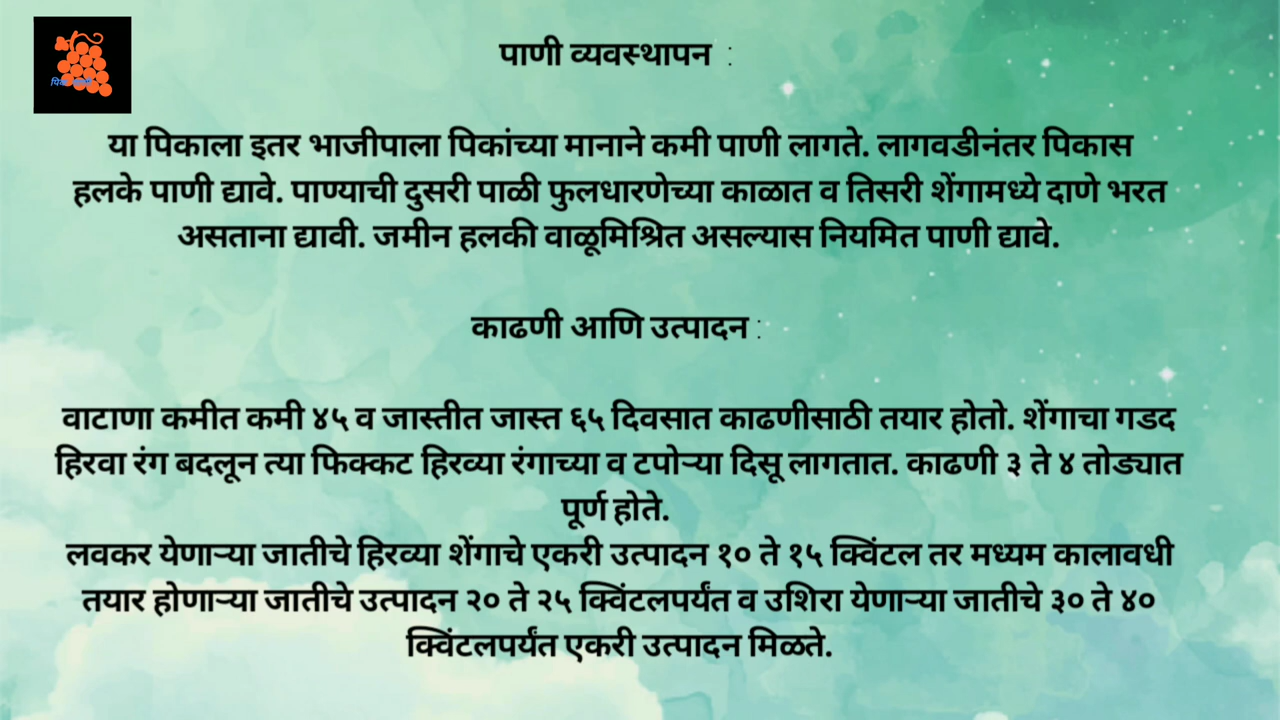 पाणी व्यवस्थापन :
या पिकाला इतर भाजीपाला पिकांच्या मानाने कमी पाणी लागते. लागवडीनंतर पिकास
हलके पाणी द्यावे. पाण्याची दुसरी पाळी फुलधारणेच्या काळात व तिसरी शेंगामध्ये दाणे भरत
असताना द्यावी. जमीन हलकी वाळूमिश्रित असल्यास नियमित पाणी द्यावे.
काढणी आणि उत्पादन :
वाटाणा कमीत कमी ४५ व जास्तीत जास्त ६५ दिवसात काढणीसाठी तयार होतो. शेंगाचा गडद
हिरवा रंग बदलून त्या फिक्कट हिरव्या रंगाच्या व टपोऱ्या दिसू लागतात. काढणी ३ ते ४ तोड्यात
पूर्ण होते.
लवकर येणाऱ्या जातीचे हिरव्या शेंगाचे एकरी उत्पादन १० ते १५ क्विंटल तर मध्यम कालावधी
तयार होणाऱ्या जातीचे उत्पादन २० ते २५ क्विंटलपर्यंत व उशिरा येणाऱ्या जातीचे ३० ते ४०
क्विंटलपर्यंत एकरी उत्पादन मिळते.